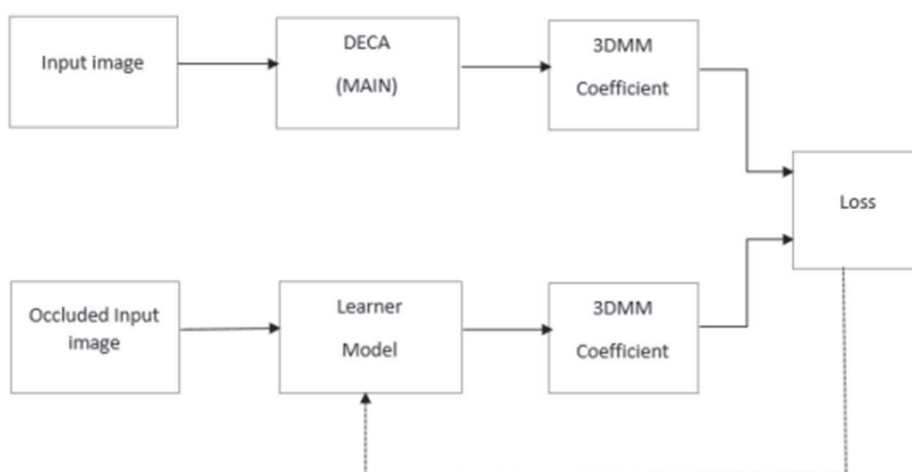 Input image
DECA
(MAIN)
3DMM
Coefficient
Loss
Occluded Input
image
Learner
Model
3DMM
Coefficient